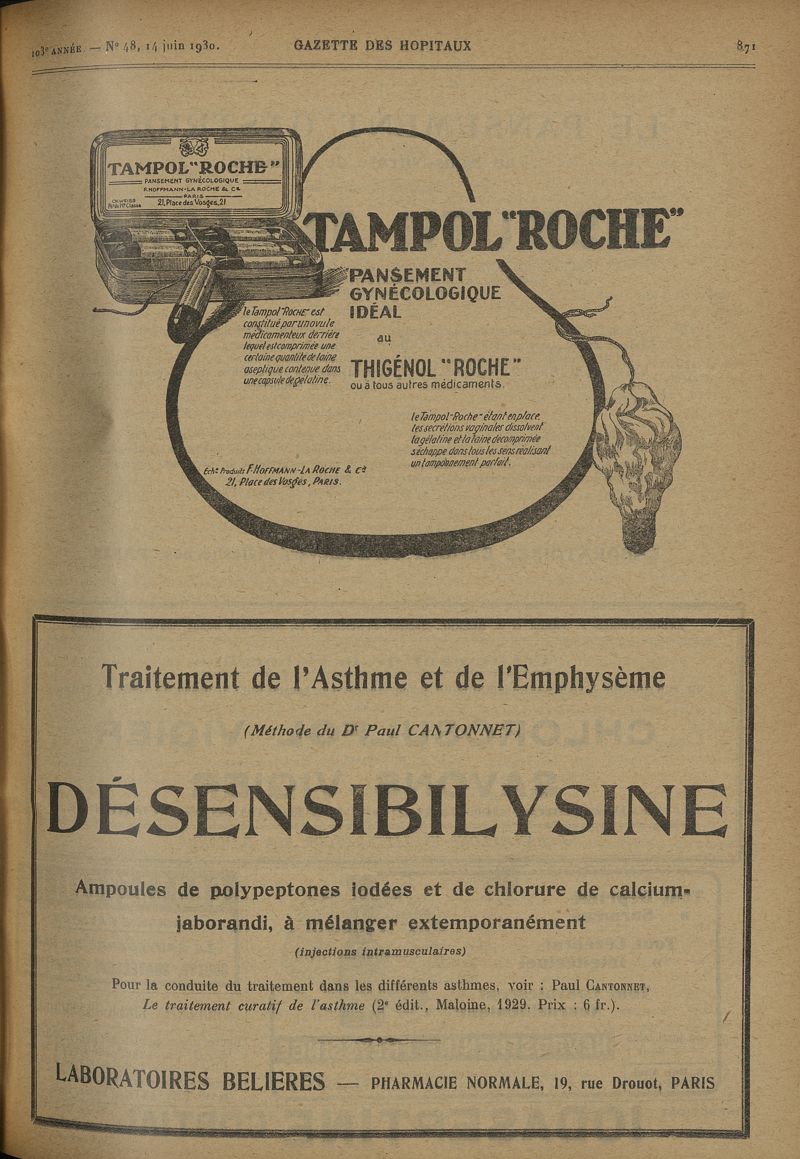 103e ANNÉE. — No 48, 14 juin 1930.
GAZETTE DES HOPITAUX
871
TAMPOL "ROCHE"
PANSEMENT GYNÉCOLOGIQUE
F. HOFFMANN-LA ROCHE & Ce
PARIS
21, Place des Vosges, 21
TAMPOL "ROCHE"
PANSEMENT
GYNÉCOLOGIQUE
IDÉAL
au
THIGÉNOL "ROCHE"
ou à tous autres médicaments.
le Tampol "ROCHE" est
constitué par un ovule
médicamenteux derrière
lequel est comprimée une
certaine quantité de laine
aseptique contenue dans
une capsule de gélatine.
le Tampol-Roche-étant en place.
les secrétions vaginales dissolvent
la gélatine et la laine décomprimée
s'échappe dans tous les sens réalisant
un tamponnement parfait.
Echon Produits F. HOFFMANN-LA ROCHE & Ce
21, Place des Vosges, PARIS.
Traitement de l'Asthme et de l'Emphysème
(Méthode du Dr Paul CANTONNET)
DÉSENSIBILYSINE
Ampoules de polypeptones iodées et de chlorure de calcium-
jaborandi, à mélanger extemporanément
(injections intramusculaires)
Pour la conduite du traitement dans les différents asthmes, voir : Paul CANTONNET,
Le traitement curatif de l'asthme (2e édit., Maloine, 1929. Prix : 6 fr.).
LABORATOIRES BELIERES — PHARMACIE NORMALE, 19, rue Drouot, PARIS